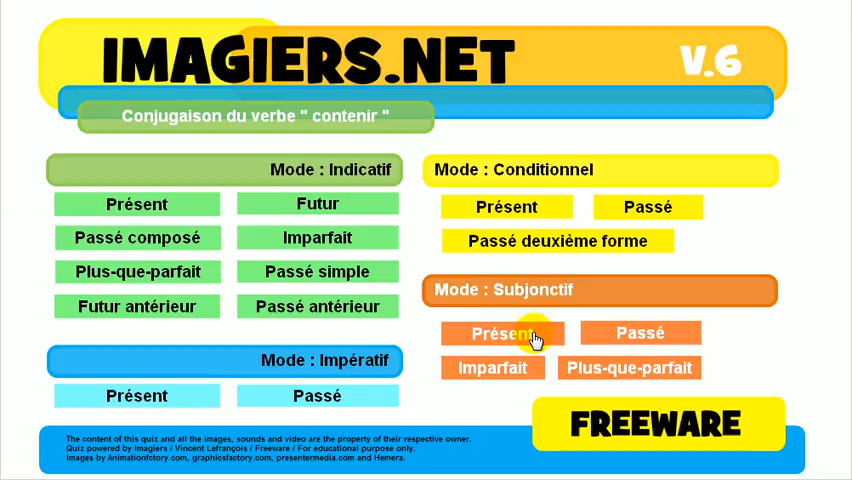 IMAGIERS.NET
V.6
Conjugaison du verbe " contenir "
Mode : Indicatif
Présent
Futur
Passé composé
Imparfait
Plus-que-parfait
Passé simple
Futur antérieur
Passé antérieur
Mode : Impératif
Présent
Passé
Mode : Conditionnel
Présent
Passé
Passé deuxième forme
Mode : Subjonctif
Présent
Passé
Imparfait
Plus-que-parfait
FREEWARE
The content of this quiz and all the images, sounds and video are the property of their respective owner.
Quiz powered by Imagiers / Vincent Lefrançois / Freeware / For educational purpose only.
Images by Animationfctory.com, graphicsfactory.com, presentermedia.com and Hemera.